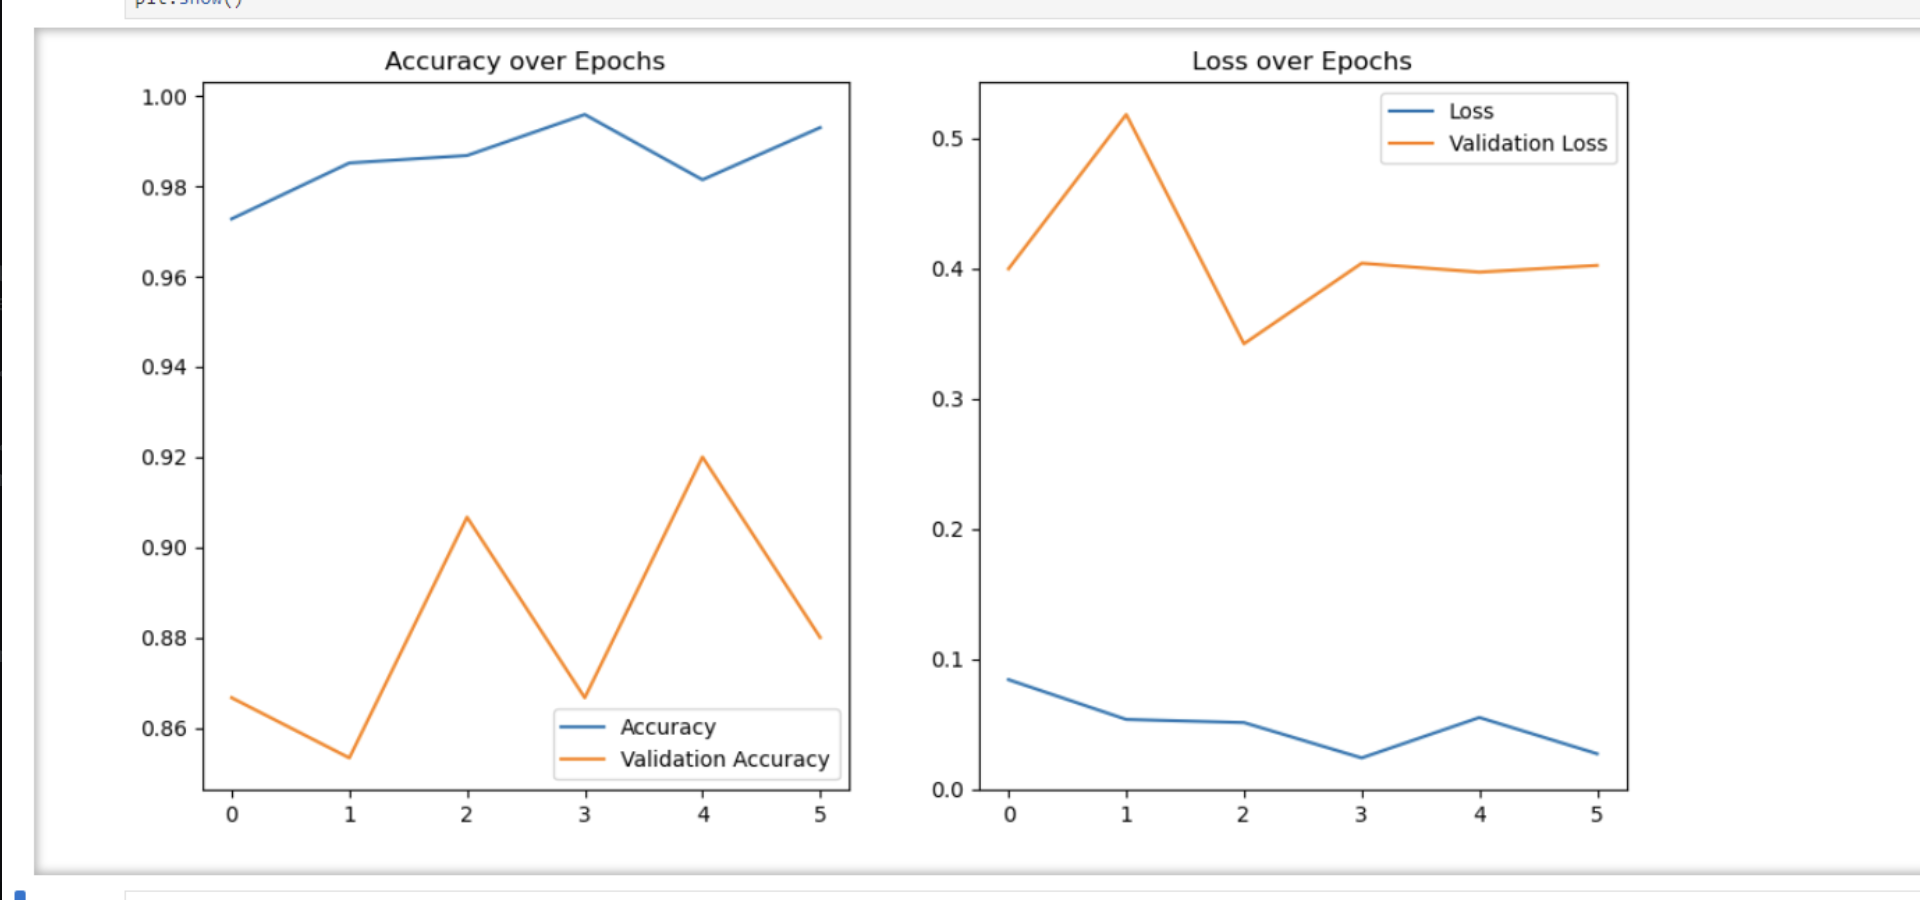 plt.show()
Accuracy over Epochs
1.00
0.98
0.96
0.94
0.92
0.90
0.88
0.86
Accuracy
Validation Accuracy
0 1 2 3 4 5
Loss over Epochs
Loss
Validation Loss
0.5
0.4
0.3
0.2
0.1
0.0
0 1 2 3 4 5